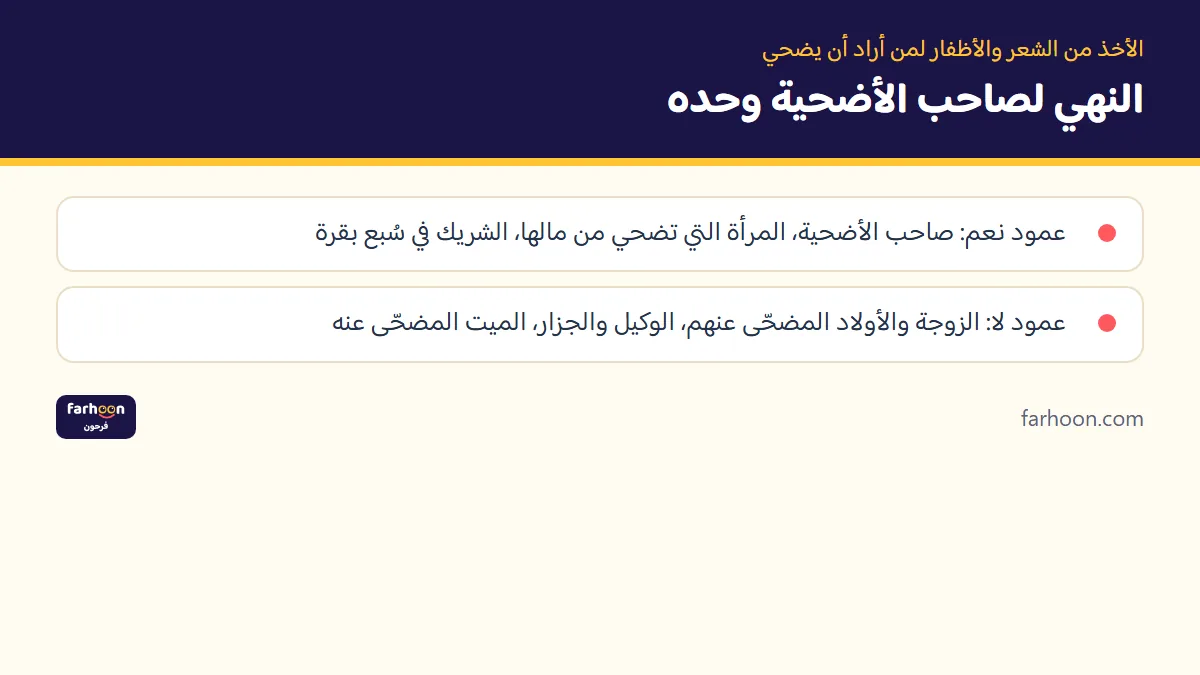 الأخذ من الشعر والأظفار لمن أراد أن يضحي
النهي لصاحب الأضحية وحده
عمود نعم: صاحب الأضحية، المرأة التي تضحي من مالها، الشريك في سُبع بقرة
عمود لا: الزوجة والأولاد المضحّى عنهم، الوكيل والجزار، الميت المضحّى عنه
farhoon.com
farhoon
فرحون